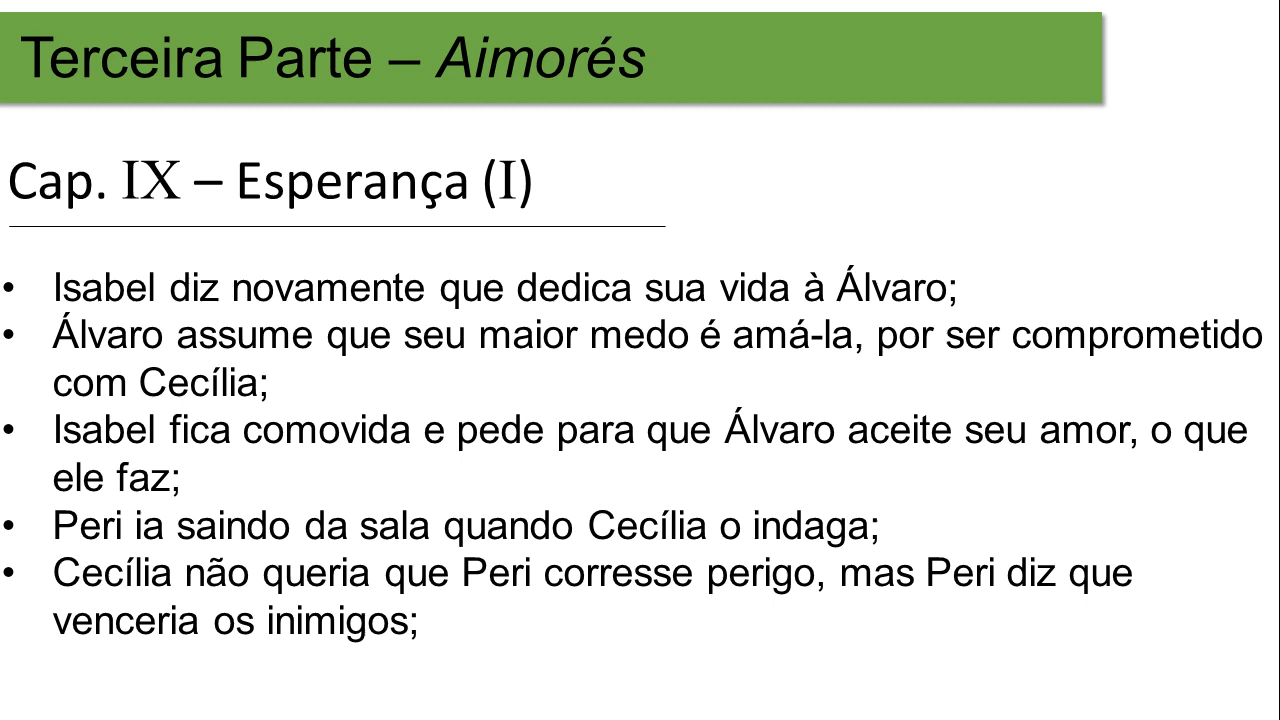 Terceira Parte – Aimorés
Cap. IX – Esperança (I)
• Isabel diz novamente que dedica sua vida à Álvaro;
• Álvaro assume que seu maior medo é amá-la, por ser comprometido
com Cecília;
• Isabel fica comovida e pede para que Álvaro aceite seu amor, o que
ele faz;
• Peri ia saindo da sala quando Cecília o indaga;
• Cecília não queria que Peri corresse perigo, mas Peri diz que
venceria os inimigos;